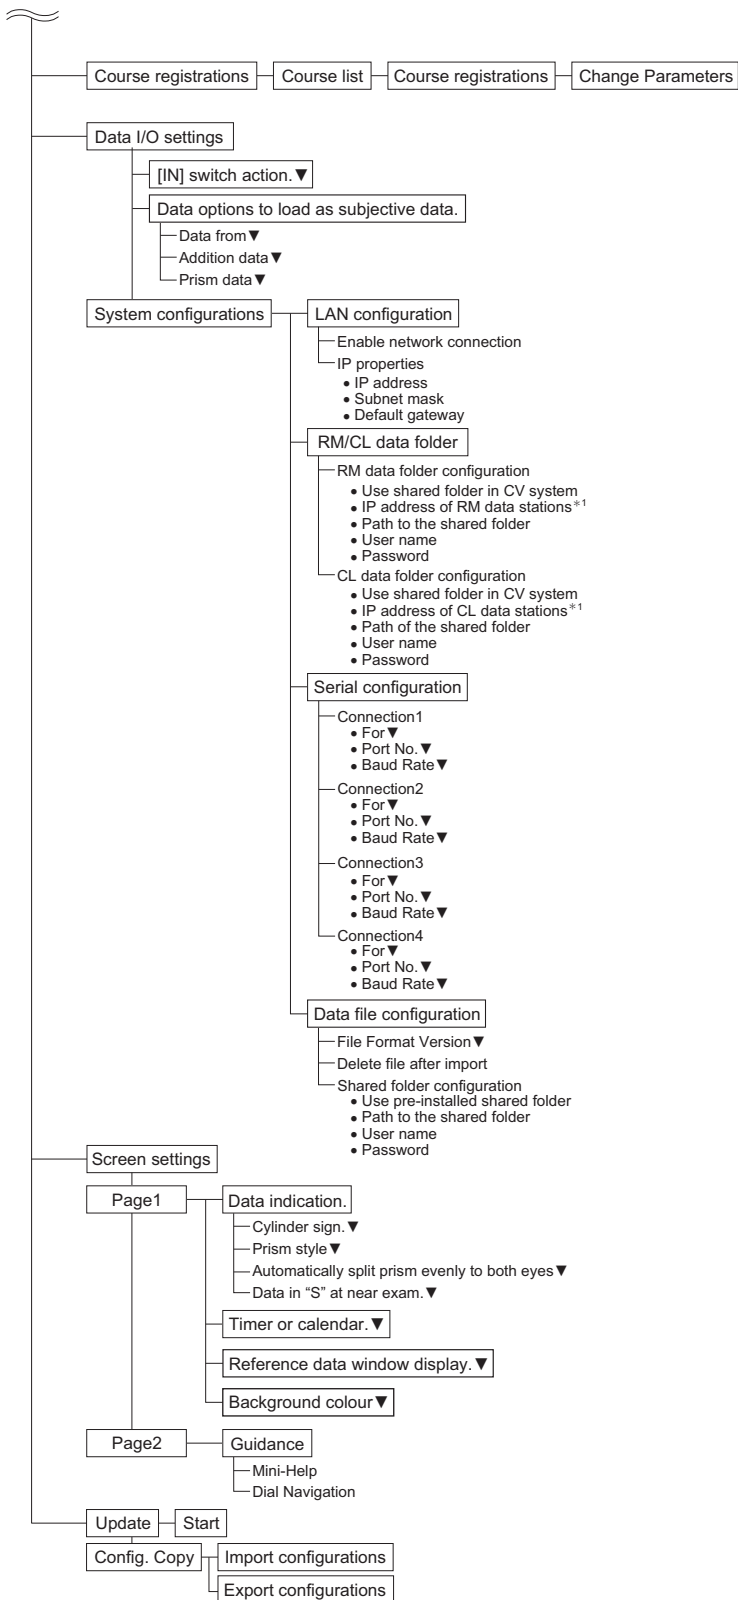 Course registrations Course list Course registrations Change Parameters
Data I/O settings
[IN] switch action.▼
Data options to load as subjective data.
Data from▼
Addition data▼
Prism data▼
System configurations LAN configuration
Enable network connection
IP properties
• IP address
• Subnet mask
• Default gateway
RM/CL data folder
RM data folder configuration
• Use shared folder in CV system
• IP address of RM data stations*1
• Path to the shared folder
• User name
• Password
CL data folder configuration
• Use shared folder in CV system
• IP address of CL data stations*1
• Path of the shared folder
• User name
• Password
Serial configuration
Connection1
• For▼
• Port No.▼
• Baud Rate▼
Connection2
• For▼
• Port No.▼
• Baud Rate▼
Connection3
• For▼
• Port No.▼
• Baud Rate▼
Connection4
• For▼
• Port No.▼
• Baud Rate▼
Data file configuration
File Format Version▼
Delete file after import
Shared folder configuration
• Use pre-installed shared folder
• Path to the shared folder
• User name
• Password
Screen settings
Page1 Data indication.
Cylinder sign.▼
Prism style▼
Automatically split prism evenly to both eyes▼
Data in “S” at near exam.▼
Timer or calendar.▼
Reference data window display.▼
Background colour▼
Page2 Guidance
Mini-Help
Dial Navigation
Update Start
Config. Copy Import configurations
Export configurations